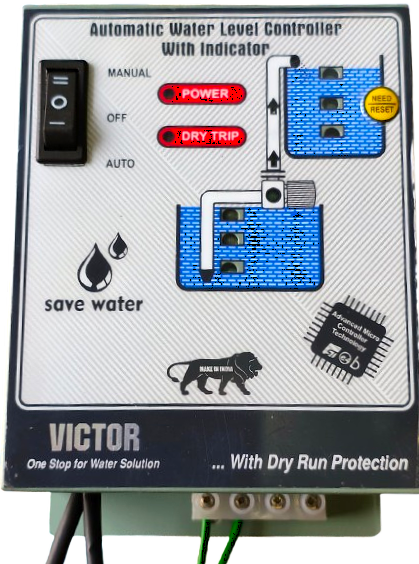 Automatic Water Level Controller
With Indicator
MANUAL
POWER
NEED
RESET
OFF
DRY TRIP
AUTO
save water
Advanced Micro
Controller
Technology
MAKE IN INDIA
VICTOR
One Stop for Water Solution
... With Dry Run Protection